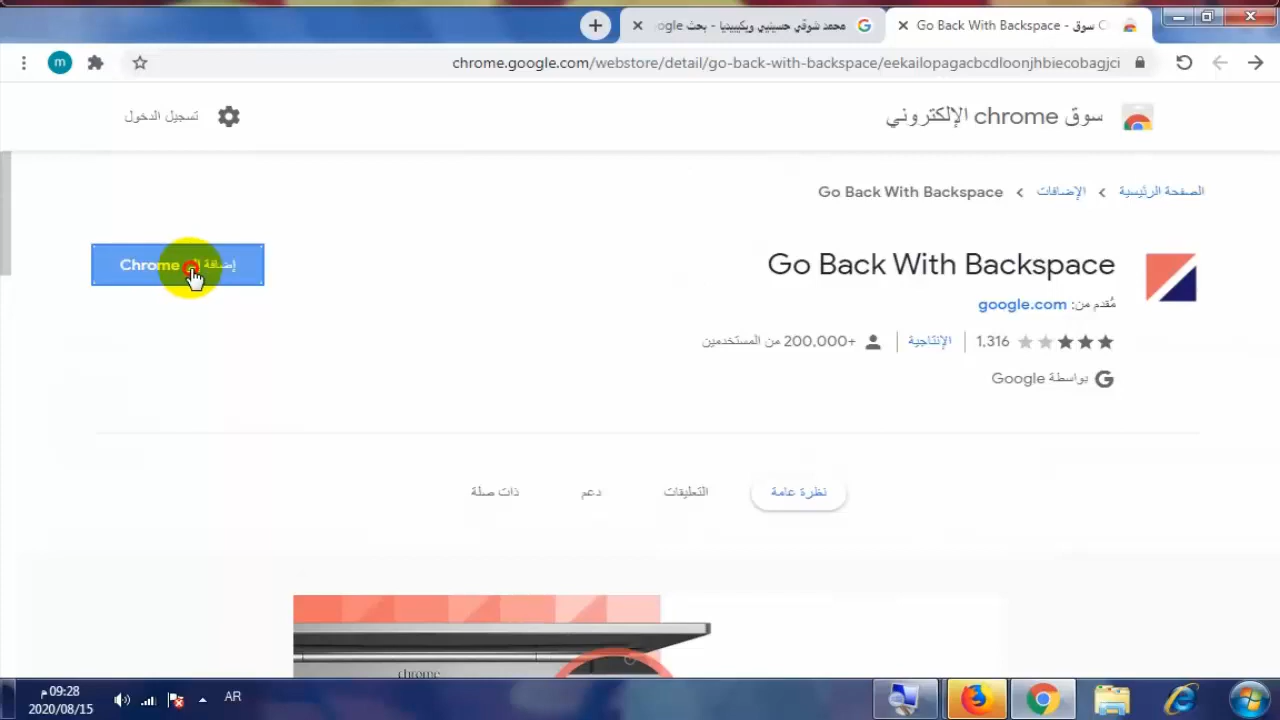 Go Back With Backspace - سوق C
محمد شوقي حسيني ويكيبيديا - بحث ogle
chrome.google.com/webstore/detail/go-back-with-backspace/eekailopagacbcdloonjhbiecobagjci
m
سوق chrome الإلكتروني
تسجيل الدخول
الصفحة الرئيسية
الإضافات
Go Back With Backspace
Go Back With Backspace
إضافة Chrome
مُقدم من: google.com
1,316
الإنتاجية
+200,000 من المستخدمين
بواسطة Google
نظرة عامة
التعليقات
دعم
ذات صلة
chrome
AR
09:28 م
2020/08/15